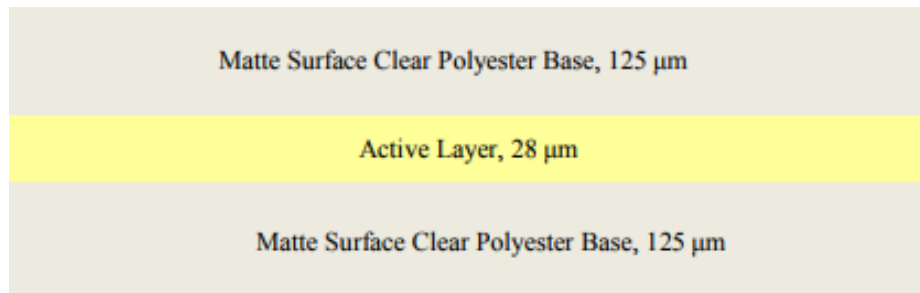 Matte Surface Clear Polyester Base, 125 μm
Active Layer, 28 μm
Matte Surface Clear Polyester Base, 125 μm